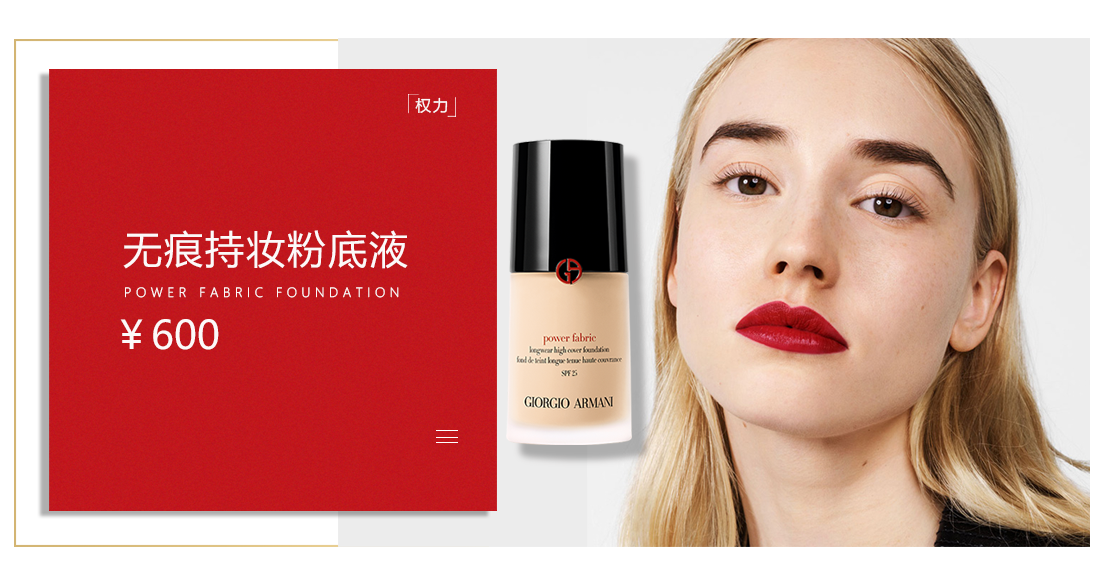 权力
无痕持妆粉底液
POWER FABRIC FOUNDATION
¥600
power fabric
longwear high cover foundation
fond de teint longue tenue haute couvrance
SPF 25
GIORGIO ARMANI